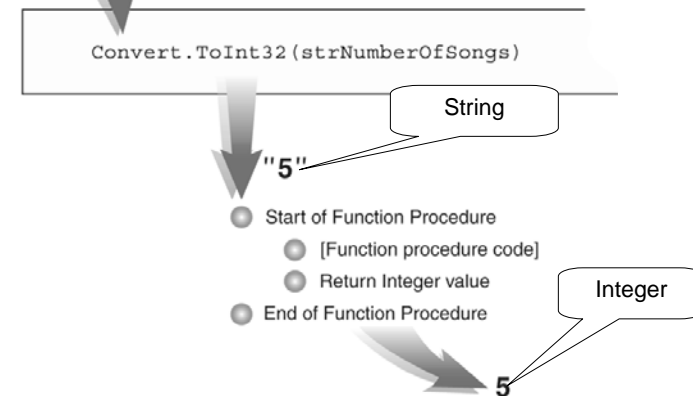 Convert.ToInt32(strNumberOfSongs)
String
"5"
Start of Function Procedure
[Function procedure code]
Return Integer value
Integer
End of Function Procedure
5